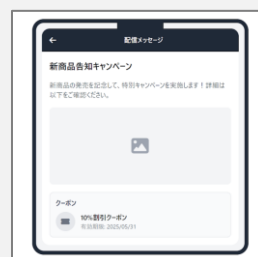 配信メッセージ
新商品告知キャンペーン
新商品の発売を記念して、特別キャンペーンを実施します！詳細は
以下をご確認ください。
クーポン
10%割引クーポン
有効期限: 2025/05/31